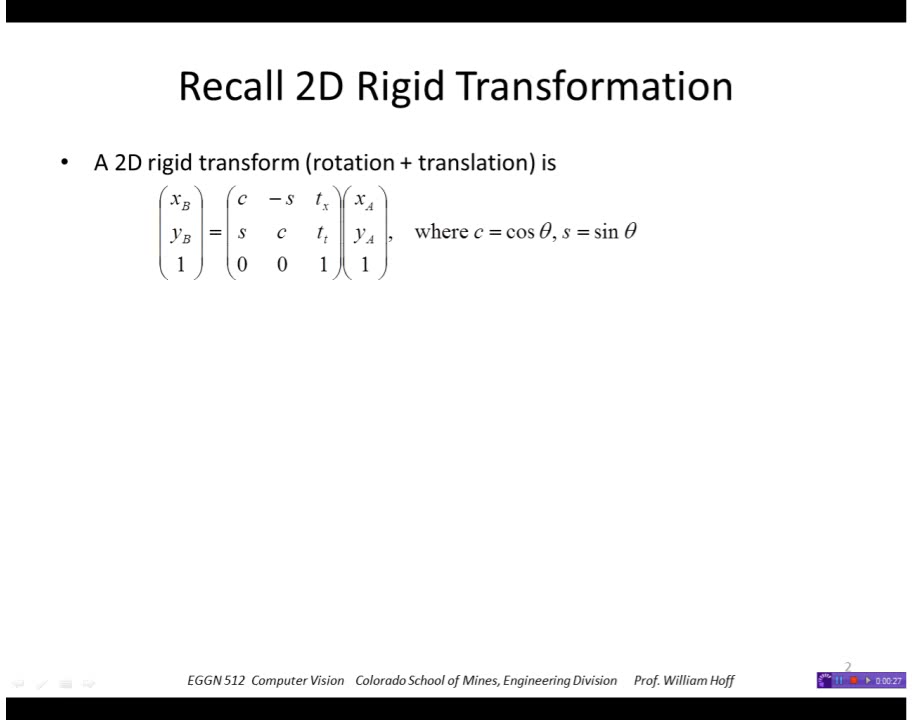 Recall 2D Rigid Transformation
• A 2D rigid transform (rotation + translation) is
( x_B ) = ( c -s t_x ) ( x_A )
( y_B ) ( s c t_t ) ( y_A ) , where c = cos θ, s = sin θ
( 1 ) ( 0 0 1 ) ( 1 )
2
EGGN 512 Computer Vision Colorado School of Mines, Engineering Division Prof. William Hoff
0:00:27